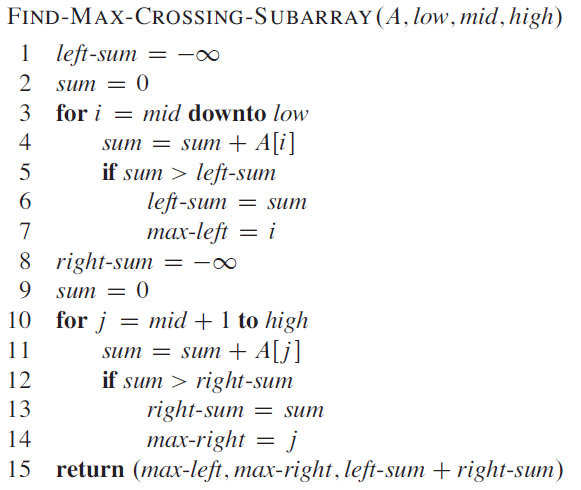 FIND-MAX-CROSSING-SUBARRAY(A, low, mid, high)
1 left-sum = −∞
2 sum = 0
3 for i = mid downto low
4 sum = sum + A[i]
5 if sum > left-sum
6 left-sum = sum
7 max-left = i
8 right-sum = −∞
9 sum = 0
10 for j = mid + 1 to high
11 sum = sum + A[j]
12 if sum > right-sum
13 right-sum = sum
14 max-right = j
15 return (max-left, max-right, left-sum + right-sum)